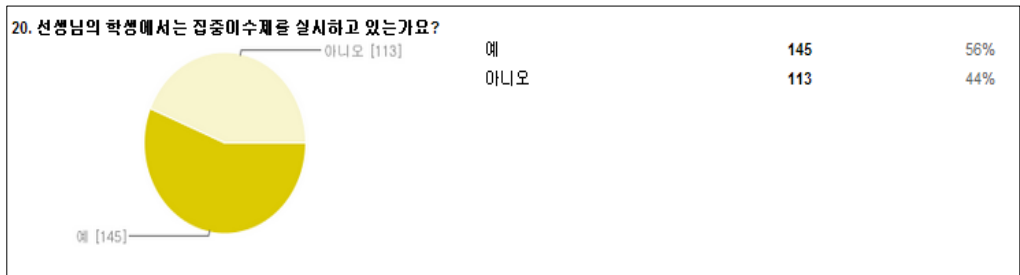 20. 선생님의 학생에서는 집중이수제를 실시하고 있는가요?
아니오 [113]
예 145 56%
아니오 113 44%
예 [145]